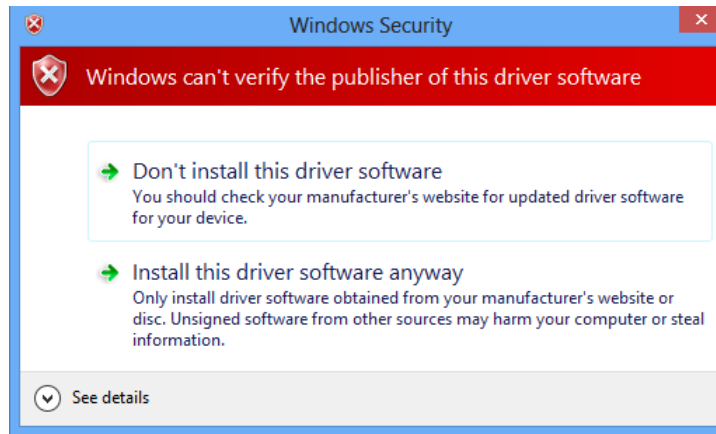 Windows Security
Windows can't verify the publisher of this driver software
Don't install this driver software
You should check your manufacturer's website for updated driver software
for your device.
Install this driver software anyway
Only install driver software obtained from your manufacturer's website or
disc. Unsigned software from other sources may harm your computer or steal
information.
See details